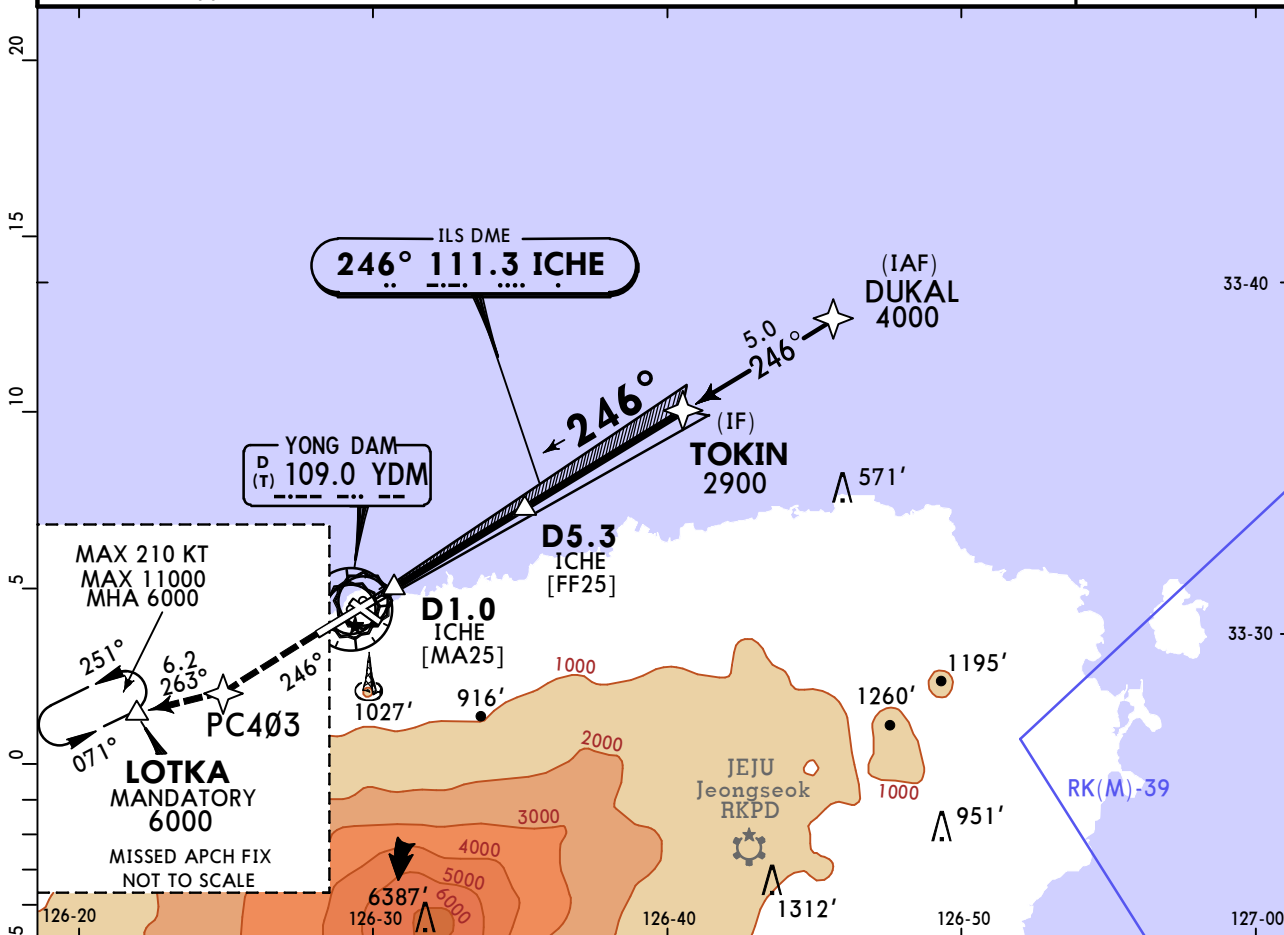 20
15
10
5
0
5
ILS DME
246° 111.3 ICHE
(IAF)
DUKAL
4000
33-40
5.0
246°
246°
(IF)
TOKIN
2900
YONG DAM
D
(T) 109.0 YDM
571'
D5.3
ICHE
[FF25]
MAX 210 KT
MAX 11000
MHA 6000
D1.0
ICHE
[MA25]
33-30
251°
6.2
263°
246°
071°
PC4Ø3
LOTKA
MANDATORY
6000
MISSED APCH FIX
NOT TO SCALE
1027'
916'
1000
1195'
1260'
1000
2000
JEJU
Jeongseok
RKPD
RK(M)-39
3000
951'
4000
5000
6000
6387'
1312'
126-20
126-30
126-40
126-50
127-00